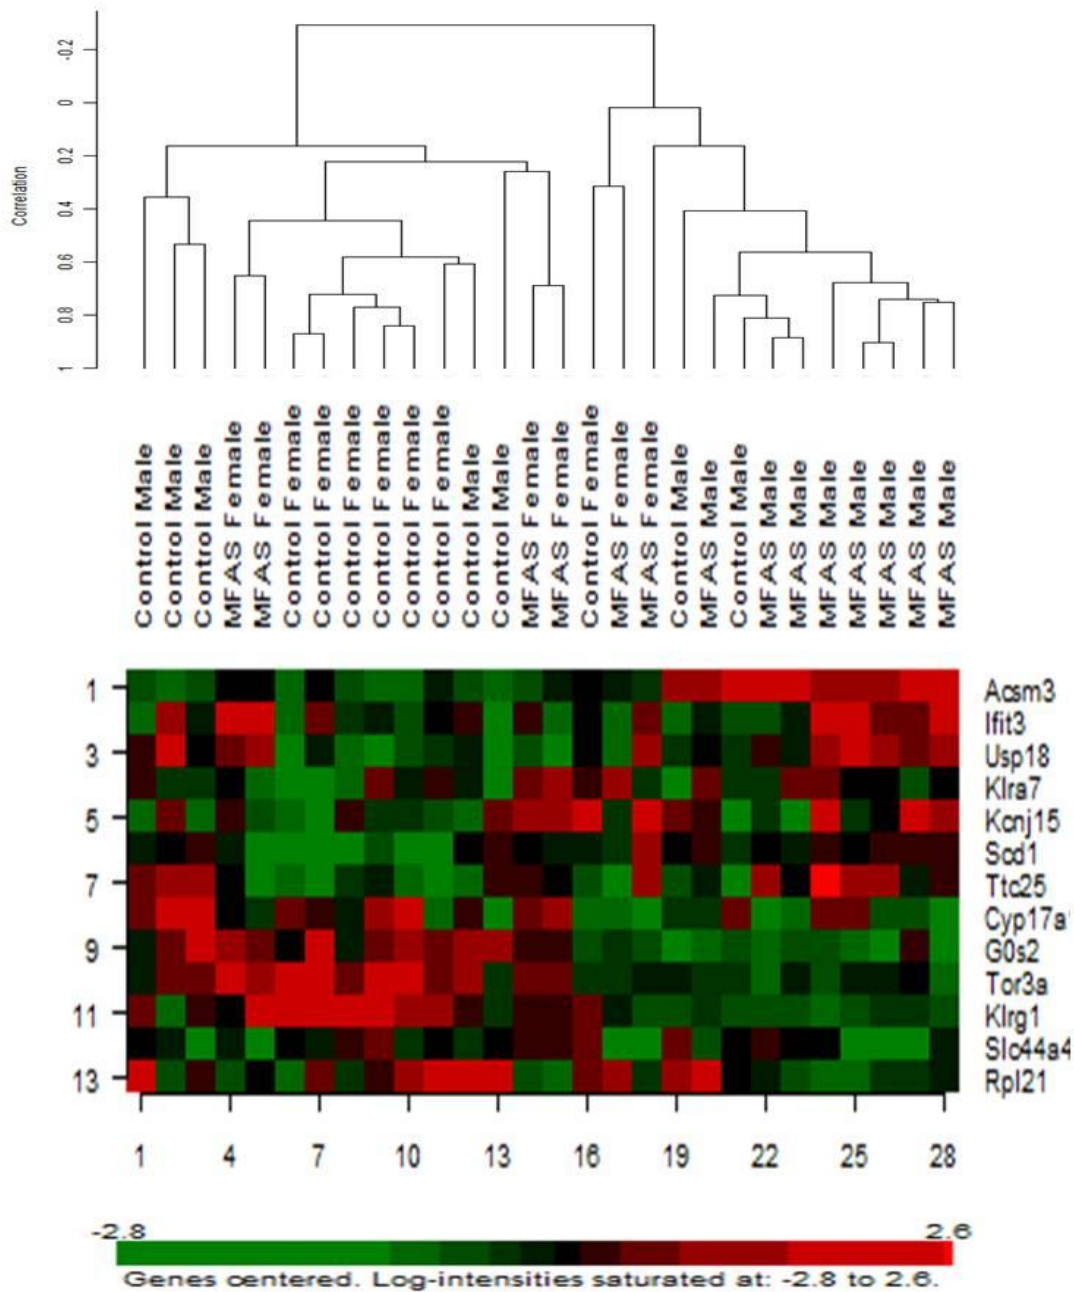 Correlation
-0.2
0
0.2
0.4
0.6
0.8
1
Control Male
Control Male
Control Male
MFAS Female
MFAS Female
Control Female
Control Female
Control Female
Control Female
Control Female
Control Female
Control Male
Control Male
MFAS Female
MFAS Female
Control Female
MFAS Female
MFAS Female
Control Male
MFAS Male
Control Male
MFAS Male
MFAS Male
MFAS Male
MFAS Male
MFAS Male
MFAS Male
MFAS Male
1 Acsm3
Ifit3
3 Usp18
Klra7
5 Kcnj15
Scd1
7 Ttc25
Cyp17a
9 G0s2
Tor3a
11 Klrg1
Slc44a4
13 Rpl21
1 4 7 10 13 16 19 22 25 28
-2.8 2.6
Genes centered. Log-intensities saturated at: -2.8 to 2.6.